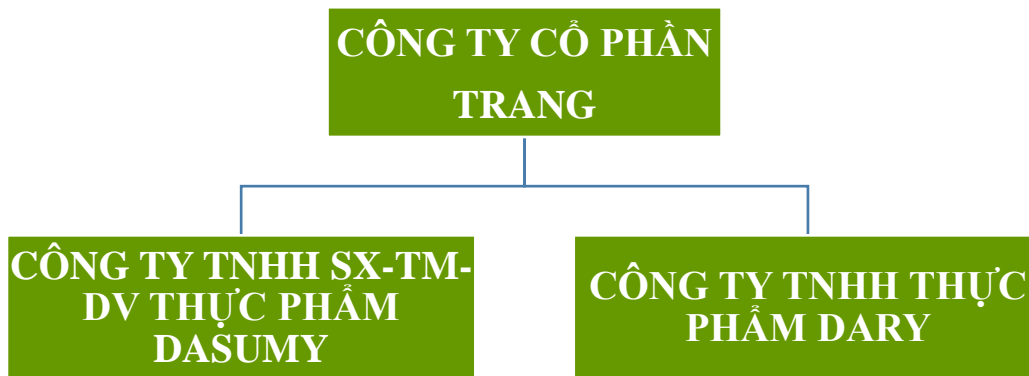 CÔNG TY CỔ PHẦN
TRANG
CÔNG TY TNHH SX-TM-
DV THỰC PHẨM
DASUMY
CÔNG TY TNHH THỰC
PHẨM DARY